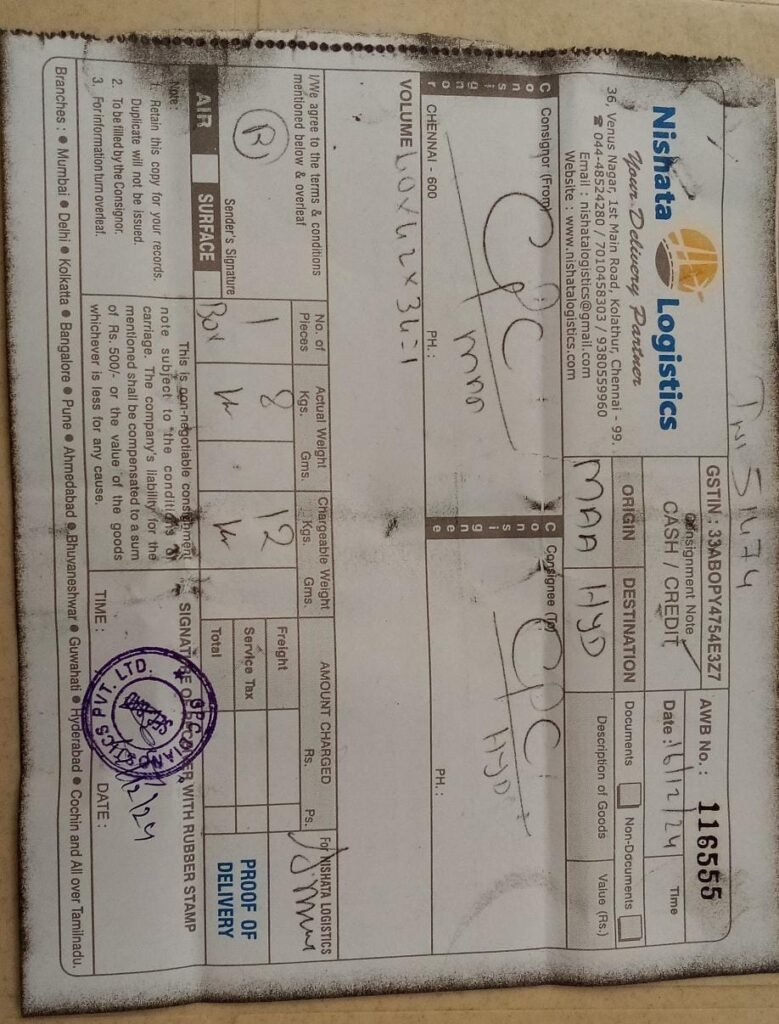 Nishata Logistics
Your Delivery Partner
36, Venus Nagar, 1st Main Road, Kolathur, Chennai - 99.
☎ 044-48524280 / 7010458303 / 9380559960
Email : nishatalogistics@gmail.com
Website : www.nishatalogistics.com
GSTIN : 33ABOPY4754E3Z7
Consignment Note
CASH / CREDIT
AWB No. : 116555
Date : 16/12/24
Time
ORIGIN
DESTINATION
MAA
HYD
Documents
Non-Documents
Description of Goods
Value (Rs.)
Consignor
Consignor (From)
CPC
MAA
CHENNAI - 600
PH. :
Consignee
Consignee (To)
CPC
HYD
PH. :
VOLUME 60x42x34=1
I/We agree to the terms & conditions
mentioned below & overleaf
Sender's Signature
AIR
SURFACE
No. of
Pieces
Actual Weight
Kgs.
Gms.
Chargeable Weight
Kgs.
Gms.
AMOUNT CHARGED
Rs.
Ps.
1
Box
8
12
Freight
Service Tax
Total
For NISHATA LOGISTICS
PROOF OF
DELIVERY
Note :
1. Retain this copy for your records.
Duplicate will not be issued.
2. To be filled by the Consignor.
3. For information turn overleaf.
This is non-negotiable consignment
note subject to the conditions of
carriage. The company's liability for the
mentioned shall be compensated to a sum
of Rs. 500/- or the value of the goods
whichever is less for any cause.
SIGNATURE OF RECEIVER WITH RUBBER STAMP
TIME :
DATE :
PVT. LTD.
Branches : ● Mumbai ● Delhi ● Kolkatta ● Bangalore ● Pune ● Ahmedabad ● Bhuvaneshwar ● Guwahati ● Hyderabad ● Cochin and All over Tamilnadu.